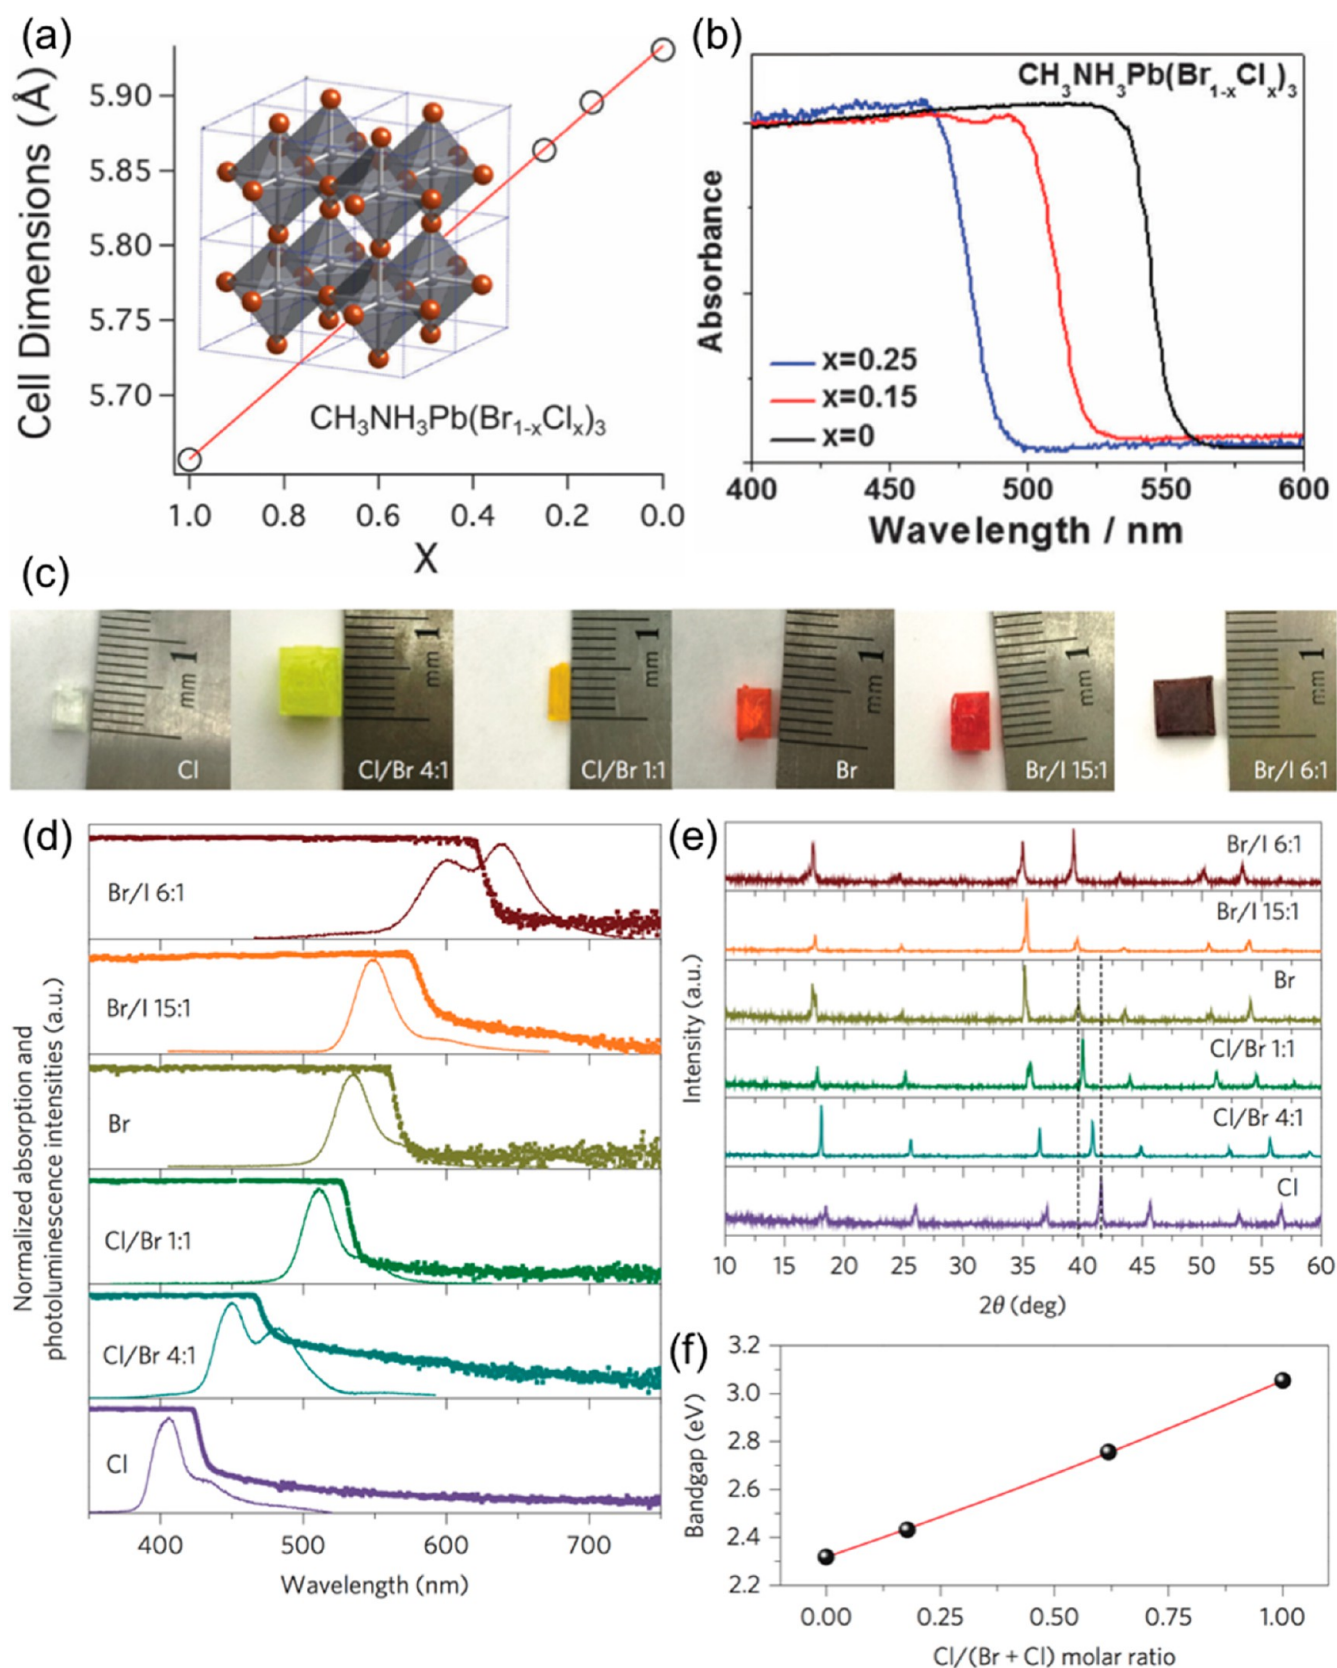 (a)
Cell Dimensions (Å)
5.90
5.85
5.80
5.75
5.70
CH₃NH₃Pb(Br₁₋ₓClₓ)₃
1.0 0.8 0.6 0.4 0.2 0.0
X
(b)
CH₃NH₃Pb(Br₁₋ₓClₓ)₃
Absorbance
x=0.25
x=0.15
x=0
400 450 500 550 600
Wavelength / nm
(c)
1 mm Cl
1 mm Cl/Br 4:1
1 mm Cl/Br 1:1
1 mm Br
1 mm Br/I 15:1
1 mm Br/I 6:1
(d)
Normalized absorption and
photoluminescence intensities (a.u.)
Br/I 6:1
Br/I 15:1
Br
Cl/Br 1:1
Cl/Br 4:1
Cl
400 500 600 700
Wavelength (nm)
(e)
Intensity (a.u.)
Br/I 6:1
Br/I 15:1
Br
Cl/Br 1:1
Cl/Br 4:1
Cl
10 15 20 25 30 35 40 45 50 55 60
2θ (deg)
(f)
Bandgap (eV)
3.2
3.0
2.8
2.6
2.4
2.2
0.00 0.25 0.50 0.75 1.00
Cl/(Br + Cl) molar ratio